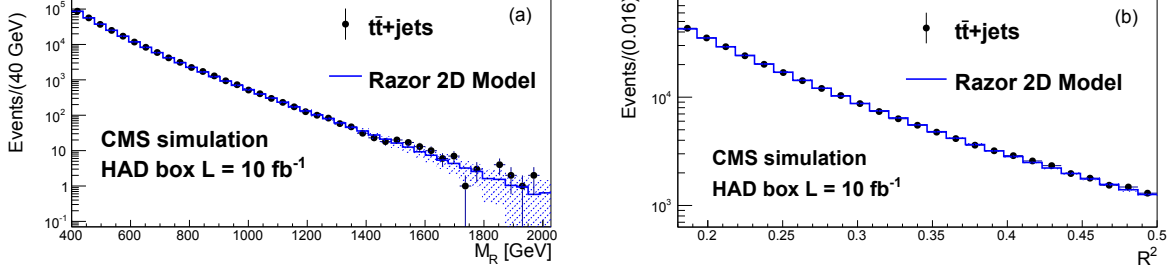 Events/(40 GeV)
10⁵
10⁴
10³
10²
10
1
10⁻¹
(a)
tt̄+jets
Razor 2D Model
CMS simulation
HAD box L = 10 fb⁻¹
400 600 800 1000 1200 1400 1600 1800 2000
M_R [GeV]
Events/(0.016)
10⁴
10³
(b)
tt̄+jets
Razor 2D Model
CMS simulation
HAD box L = 10 fb⁻¹
0.2 0.25 0.3 0.35 0.4 0.45 0.5
R²